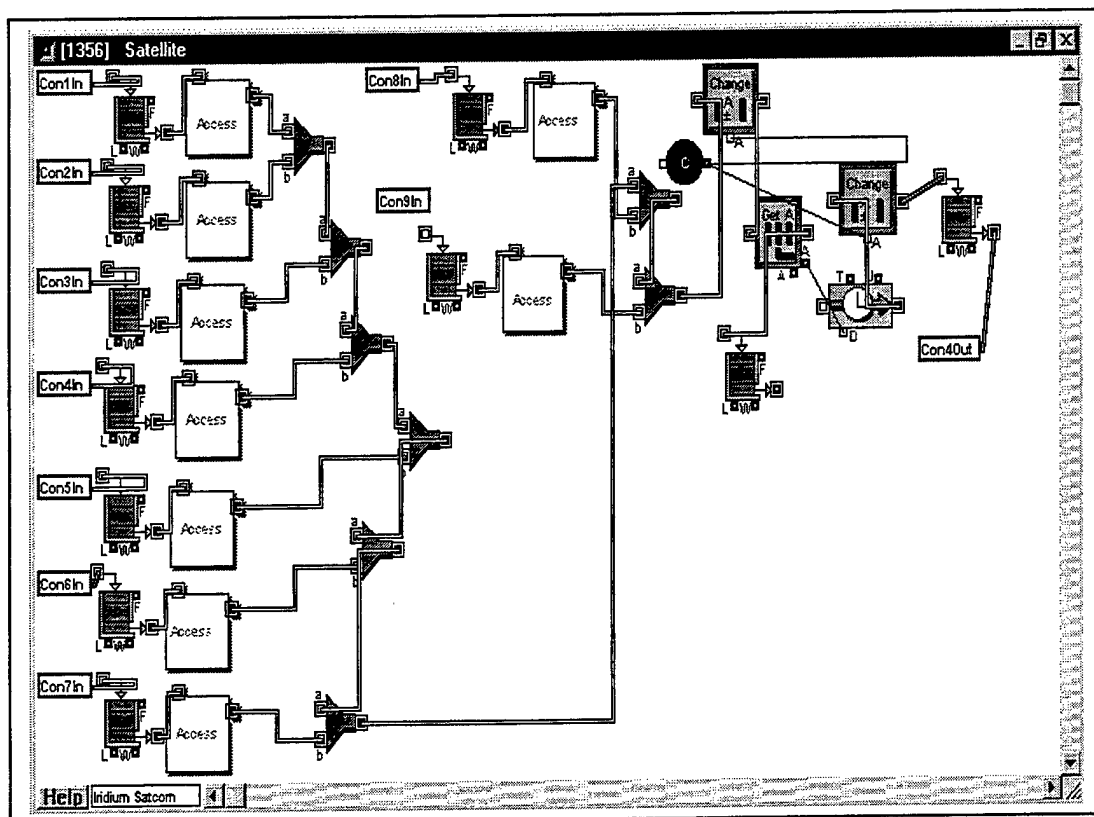 [1356] Satellite
Con1In
F
L W
Access
a
b
Con2In
F
L W
Access
Con3In
F
L W
Access
a
b
Con4In
F
L W
Access
a
b
Con5In
F
L W
Access
a
Con6In
F
L W
Access
a
Con7In
F
L W
Access
a
b
Con8In
F
L W
Access
Con9In
F
L W
Access
a
b
a
b
Change
A
A
C
Get A
A
A
Change
A
F
L W
T U
D
F
L W
Con4Out
Help Iridium Satcom